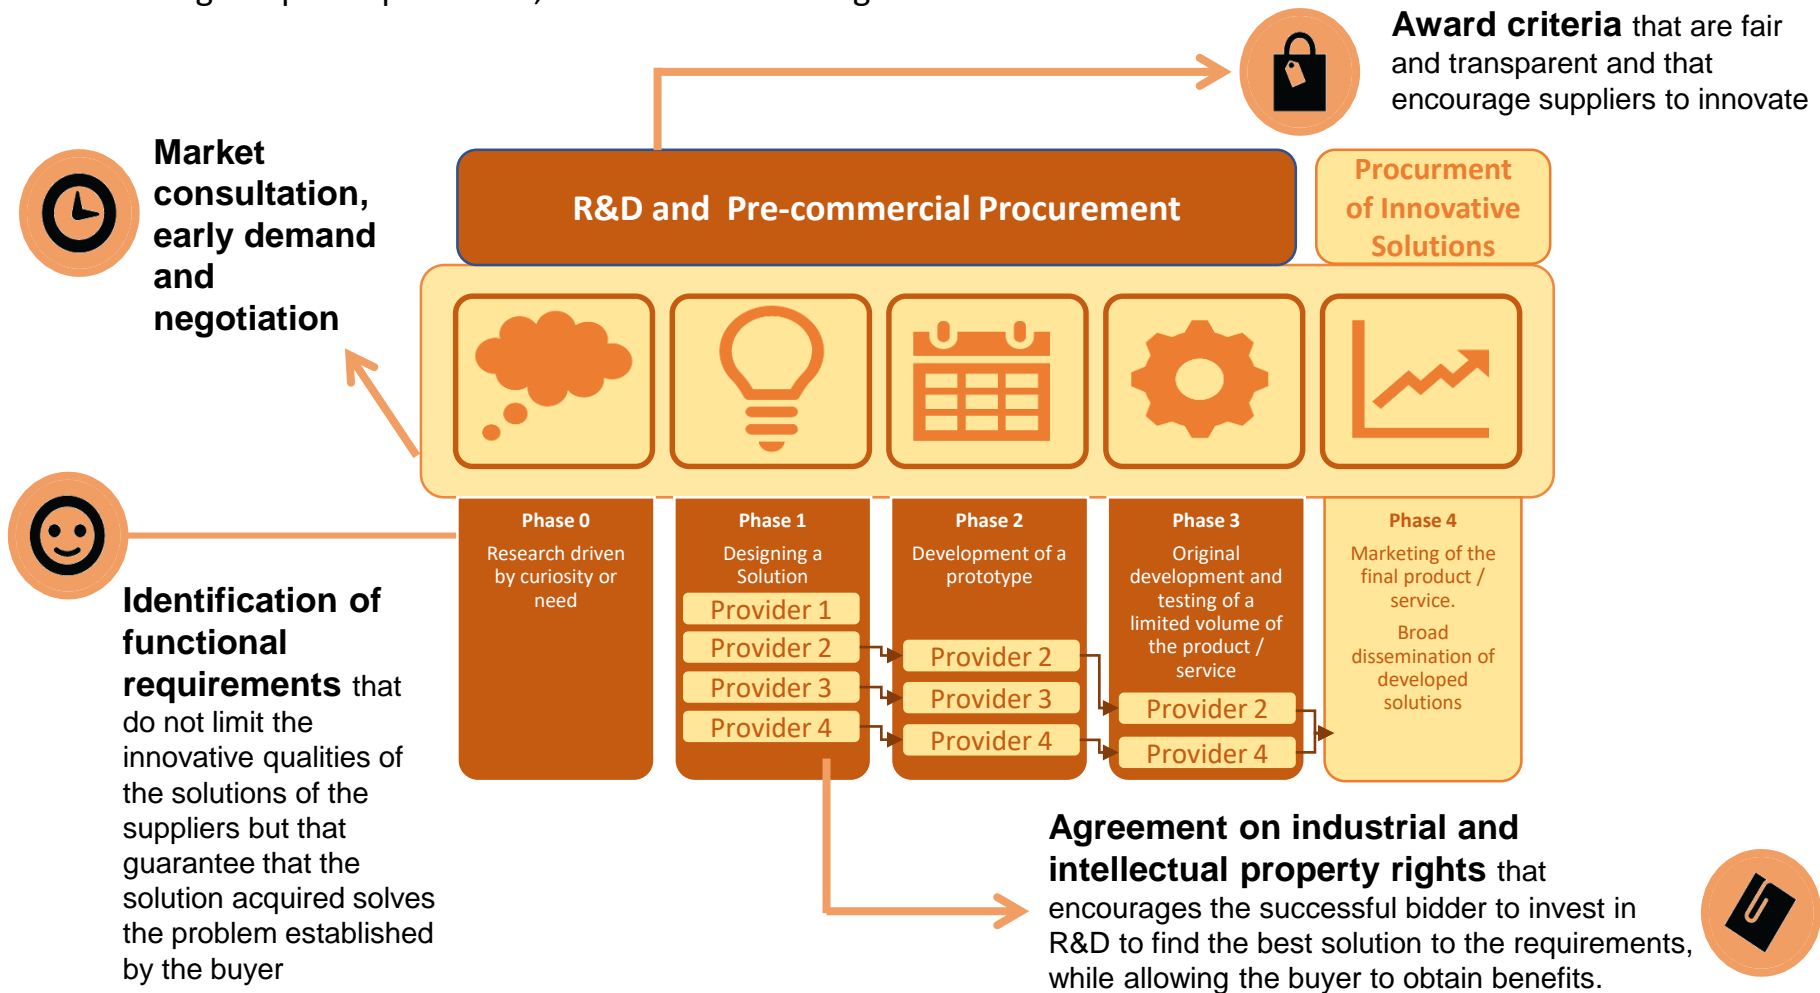 Award criteria that are fair
and transparent and that
encourage suppliers to innovate
Market
consultation,
early demand
and
negotiation
R&D and Pre-commercial Procurement
Procurment
of Innovative
Solutions
Phase 0
Research driven
by curiosity or
need
Phase 1
Designing a
Solution
Provider 1
Provider 2
Provider 3
Provider 4
Phase 2
Development of a
prototype
Provider 2
Provider 3
Provider 4
Phase 3
Original
development and
testing of a
limited volume of
the product /
service
Provider 2
Provider 4
Phase 4
Marketing of the
final product /
service.
Broad
dissemination of
developed
solutions
Identification of
functional
requirements that
do not limit the
innovative qualities of
the solutions of the
suppliers but that
guarantee that the
solution acquired solves
the problem established
by the buyer
Agreement on industrial and
intellectual property rights that
encourages the successful bidder to invest in
R&D to find the best solution to the requirements,
while allowing the buyer to obtain benefits.